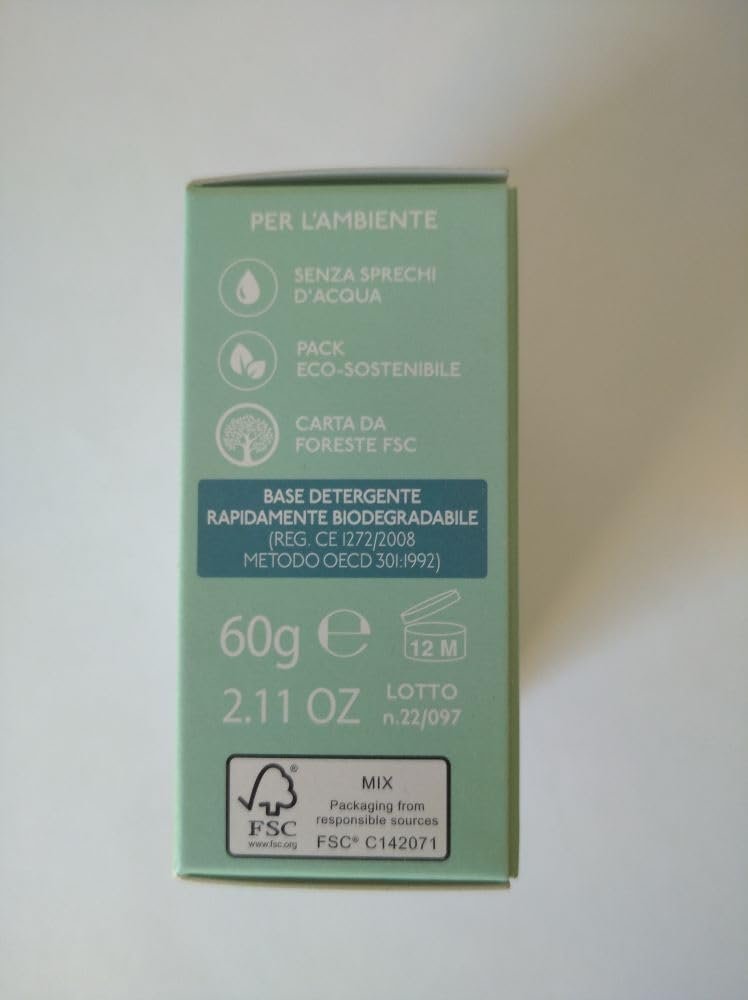 PER L'AMBIENTE
SENZA SPRECHI
D'ACQUA
PACK
ECO-SOSTENIBILE
CARTA DA
FORESTE FSC
BASE DETERGENTE
RAPIDAMENTE BIODEGRADABILE
(REG. CE 1272/2008
METODO OECD 301:1992)
60g ℮
12 M
2.11 OZ
LOTTO
n.22/097
®
FSC
www.fsc.org
MIX
Packaging from
responsible sources
FSC® C142071